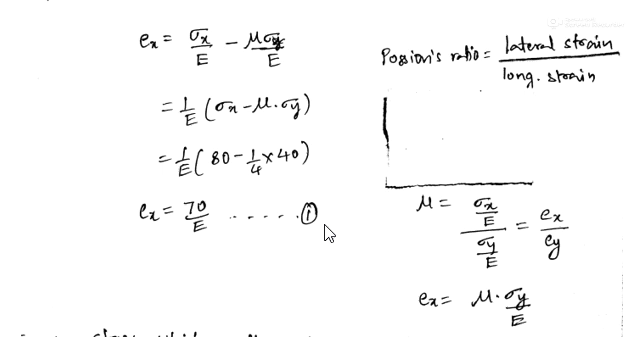 eₓ = σₓ/E − μσy/E
= 1/E (σₓ − μ.σy)
= 1/E ( 80 − 1/4 × 40)
eₓ = 70/E ..... ①
Possion's ratio = lateral strain / long. strain
μ = (σₓ/E) / (σy/E) = eₓ/ey
eₓ = μ.σy/E